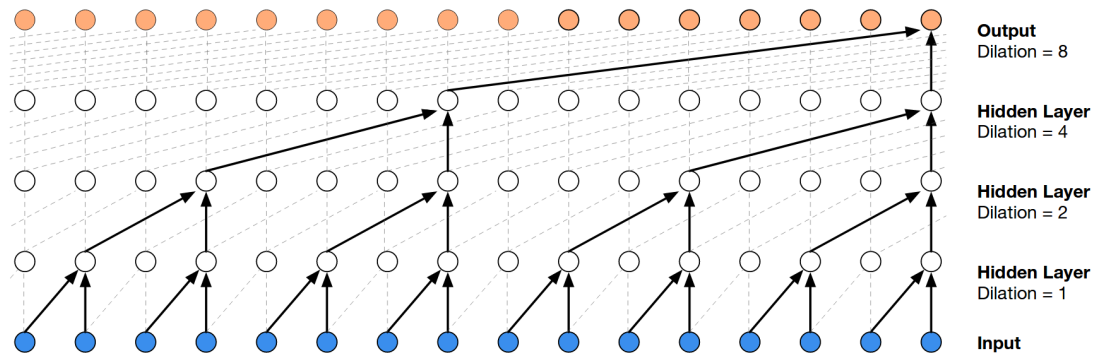 Output
Dilation = 8
Hidden Layer
Dilation = 4
Hidden Layer
Dilation = 2
Hidden Layer
Dilation = 1
Input